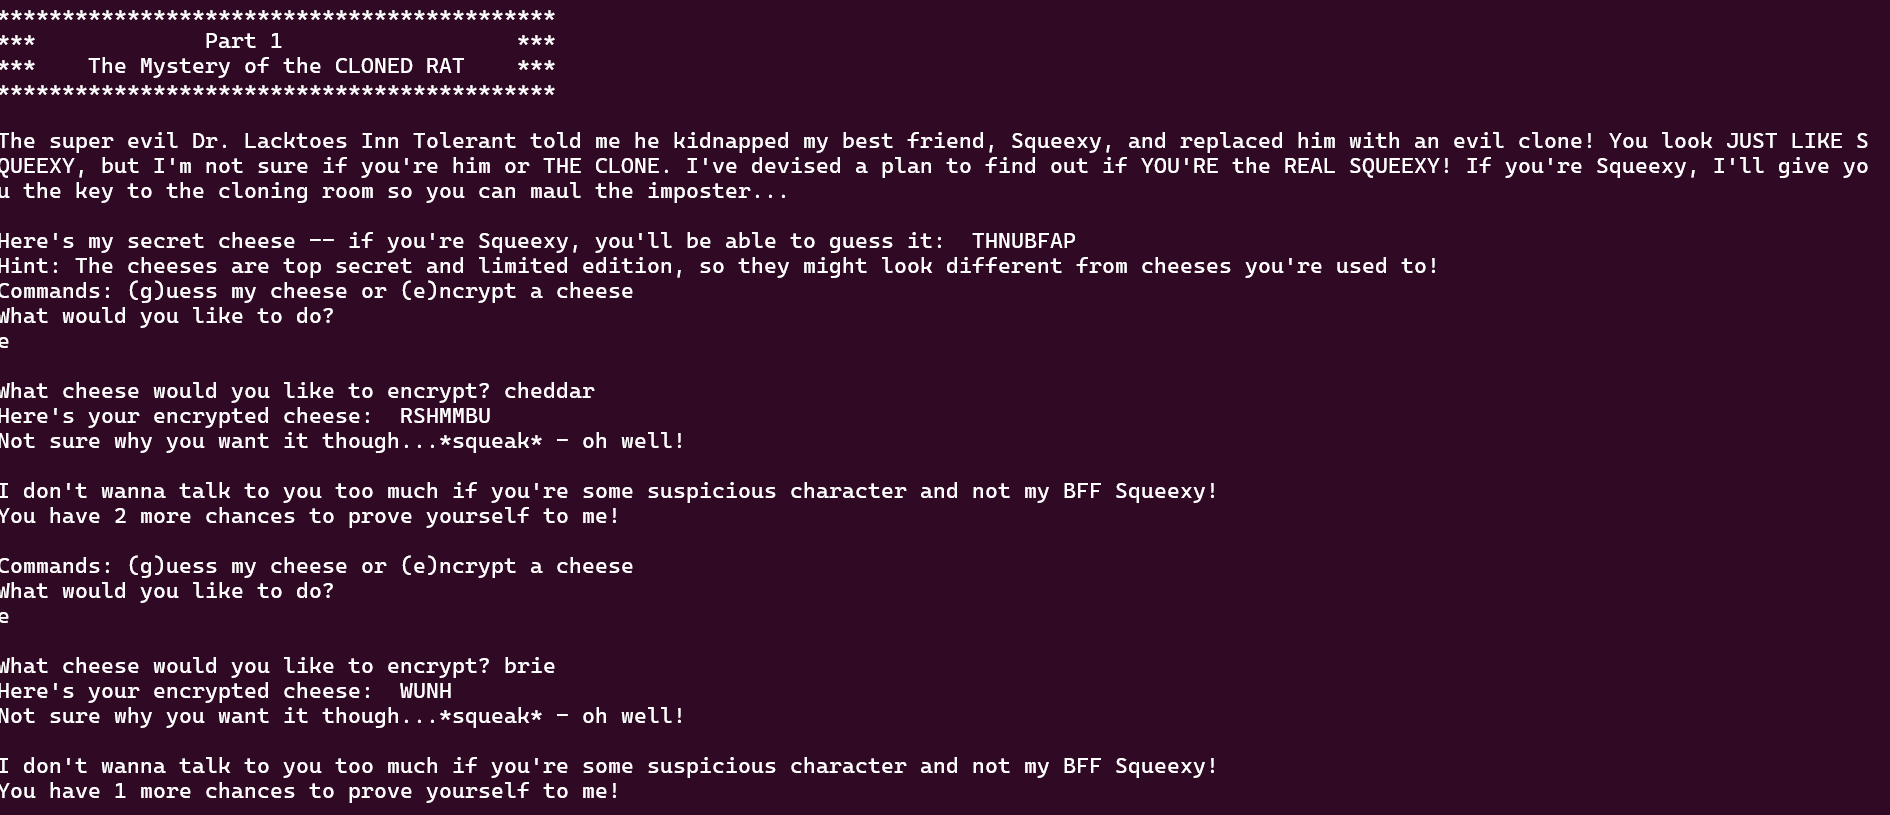 *******************************************
***             Part 1                  ***
***    The Mystery of the CLONED RAT    ***
*******************************************
The super evil Dr. Lacktoes Inn Tolerant told me he kidnapped my best friend, Squeexy, and replaced him with an evil clone! You look JUST LIKE S
QUEEXY, but I'm not sure if you're him or THE CLONE. I've devised a plan to find out if YOU'RE the REAL SQUEEXY! If you're Squeexy, I'll give yo
u the key to the cloning room so you can maul the imposter...
Here's my secret cheese -- if you're Squeexy, you'll be able to guess it:  THNUBFAP
Hint: The cheeses are top secret and limited edition, so they might look different from cheeses you're used to!
Commands: (g)uess my cheese or (e)ncrypt a cheese
What would you like to do?
e
What cheese would you like to encrypt? cheddar
Here's your encrypted cheese:  RSHMMBU
Not sure why you want it though...*squeak* - oh well!
I don't wanna talk to you too much if you're some suspicious character and not my BFF Squeexy!
You have 2 more chances to prove yourself to me!
Commands: (g)uess my cheese or (e)ncrypt a cheese
What would you like to do?
e
What cheese would you like to encrypt? brie
Here's your encrypted cheese:  WUNH
Not sure why you want it though...*squeak* - oh well!
I don't wanna talk to you too much if you're some suspicious character and not my BFF Squeexy!
You have 1 more chances to prove yourself to me!